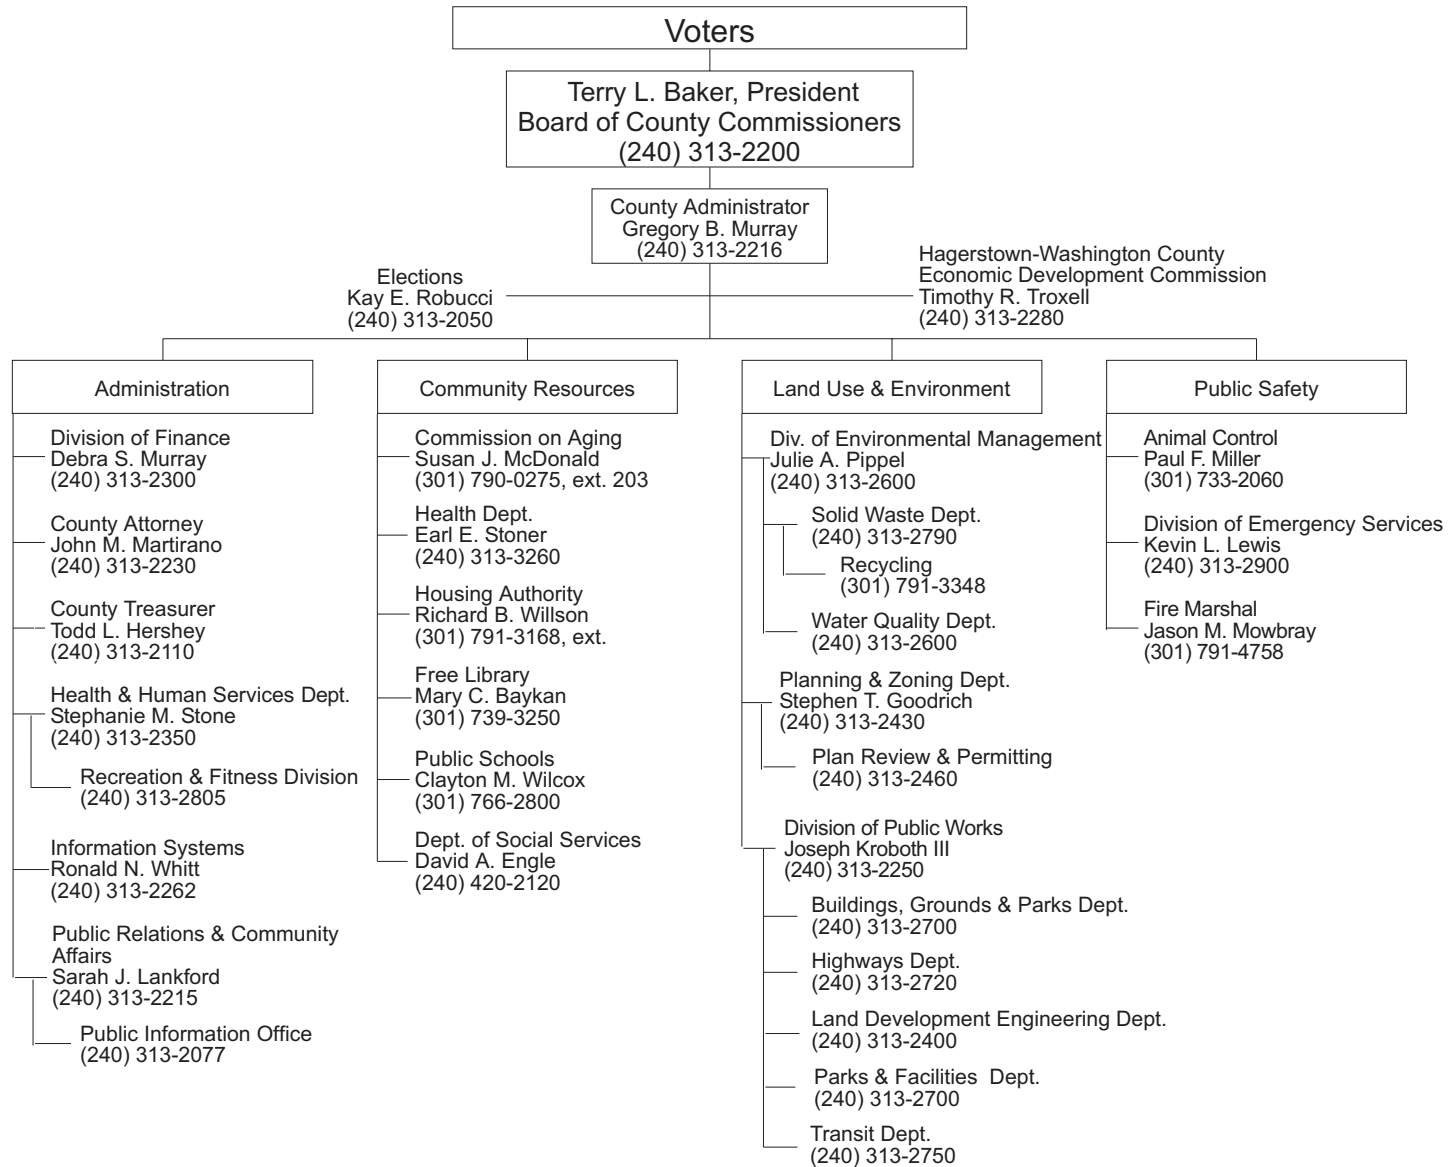 Voters
Terry L. Baker, President
Board of County Commissioners
(240) 313-2200
County Administrator
Gregory B. Murray
(240) 313-2216
Elections
Kay E. Robucci
(240) 313-2050
Hagerstown-Washington County
Economic Development Commission
Timothy R. Troxell
(240) 313-2280
Administration
Division of Finance
Debra S. Murray
(240) 313-2300
County Attorney
John M. Martirano
(240) 313-2230
County Treasurer
Todd L. Hershey
(240) 313-2110
Health & Human Services Dept.
Stephanie M. Stone
(240) 313-2350
Recreation & Fitness Division
(240) 313-2805
Information Systems
Ronald N. Whitt
(240) 313-2262
Public Relations & Community
Affairs
Sarah J. Lankford
(240) 313-2215
Public Information Office
(240) 313-2077
Community Resources
Commission on Aging
Susan J. McDonald
(301) 790-0275, ext. 203
Health Dept.
Earl E. Stoner
(240) 313-3260
Housing Authority
Richard B. Willson
(301) 791-3168, ext.
Free Library
Mary C. Baykan
(301) 739-3250
Public Schools
Clayton M. Wilcox
(301) 766-2800
Dept. of Social Services
David A. Engle
(240) 420-2120
Land Use & Environment
Div. of Environmental Management
Julie A. Pippel
(240) 313-2600
Solid Waste Dept.
(240) 313-2790
Recycling
(301) 791-3348
Water Quality Dept.
(240) 313-2600
Planning & Zoning Dept.
Stephen T. Goodrich
(240) 313-2430
Plan Review & Permitting
(240) 313-2460
Division of Public Works
Joseph Kroboth III
(240) 313-2250
Buildings, Grounds & Parks Dept.
(240) 313-2700
Highways Dept.
(240) 313-2720
Land Development Engineering Dept.
(240) 313-2400
Parks & Facilities Dept.
(240) 313-2700
Transit Dept.
(240) 313-2750
Public Safety
Animal Control
Paul F. Miller
(301) 733-2060
Division of Emergency Services
Kevin L. Lewis
(240) 313-2900
Fire Marshal
Jason M. Mowbray
(301) 791-4758